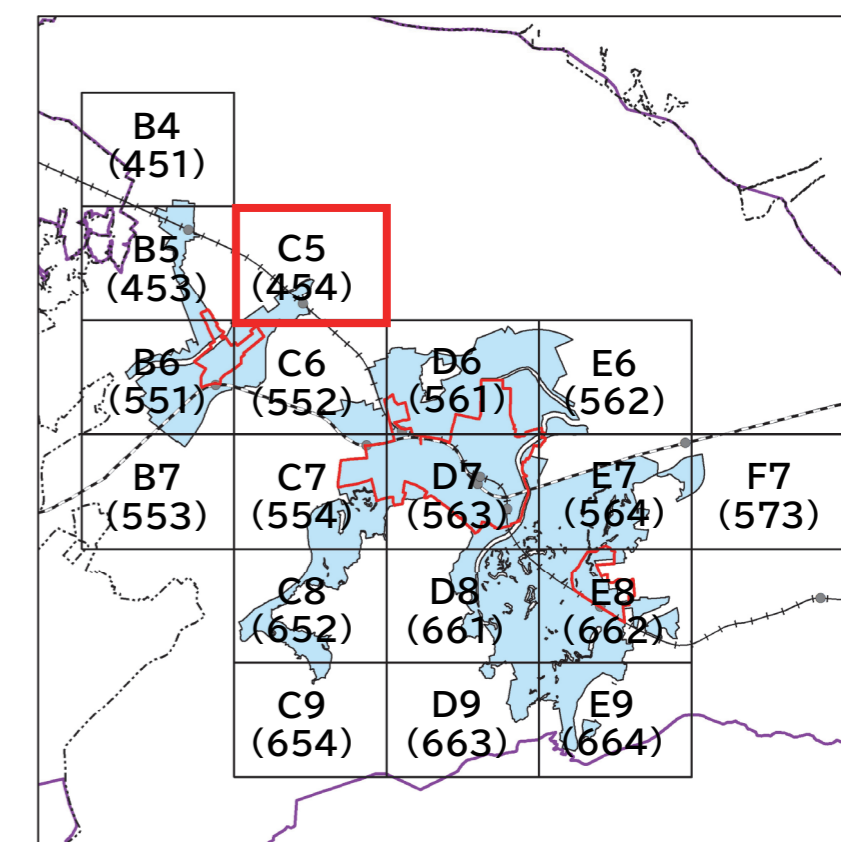 B4
(451)
B5
(453)
C5
(454)
B6
(551)
C6
(552)
D6
(561)
E6
(562)
B7
(553)
C7
(554)
D7
(563)
E7
(564)
F7
(573)
C8
(652)
D8
(661)
E8
(662)
C9
(654)
D9
(663)
E9
(664)